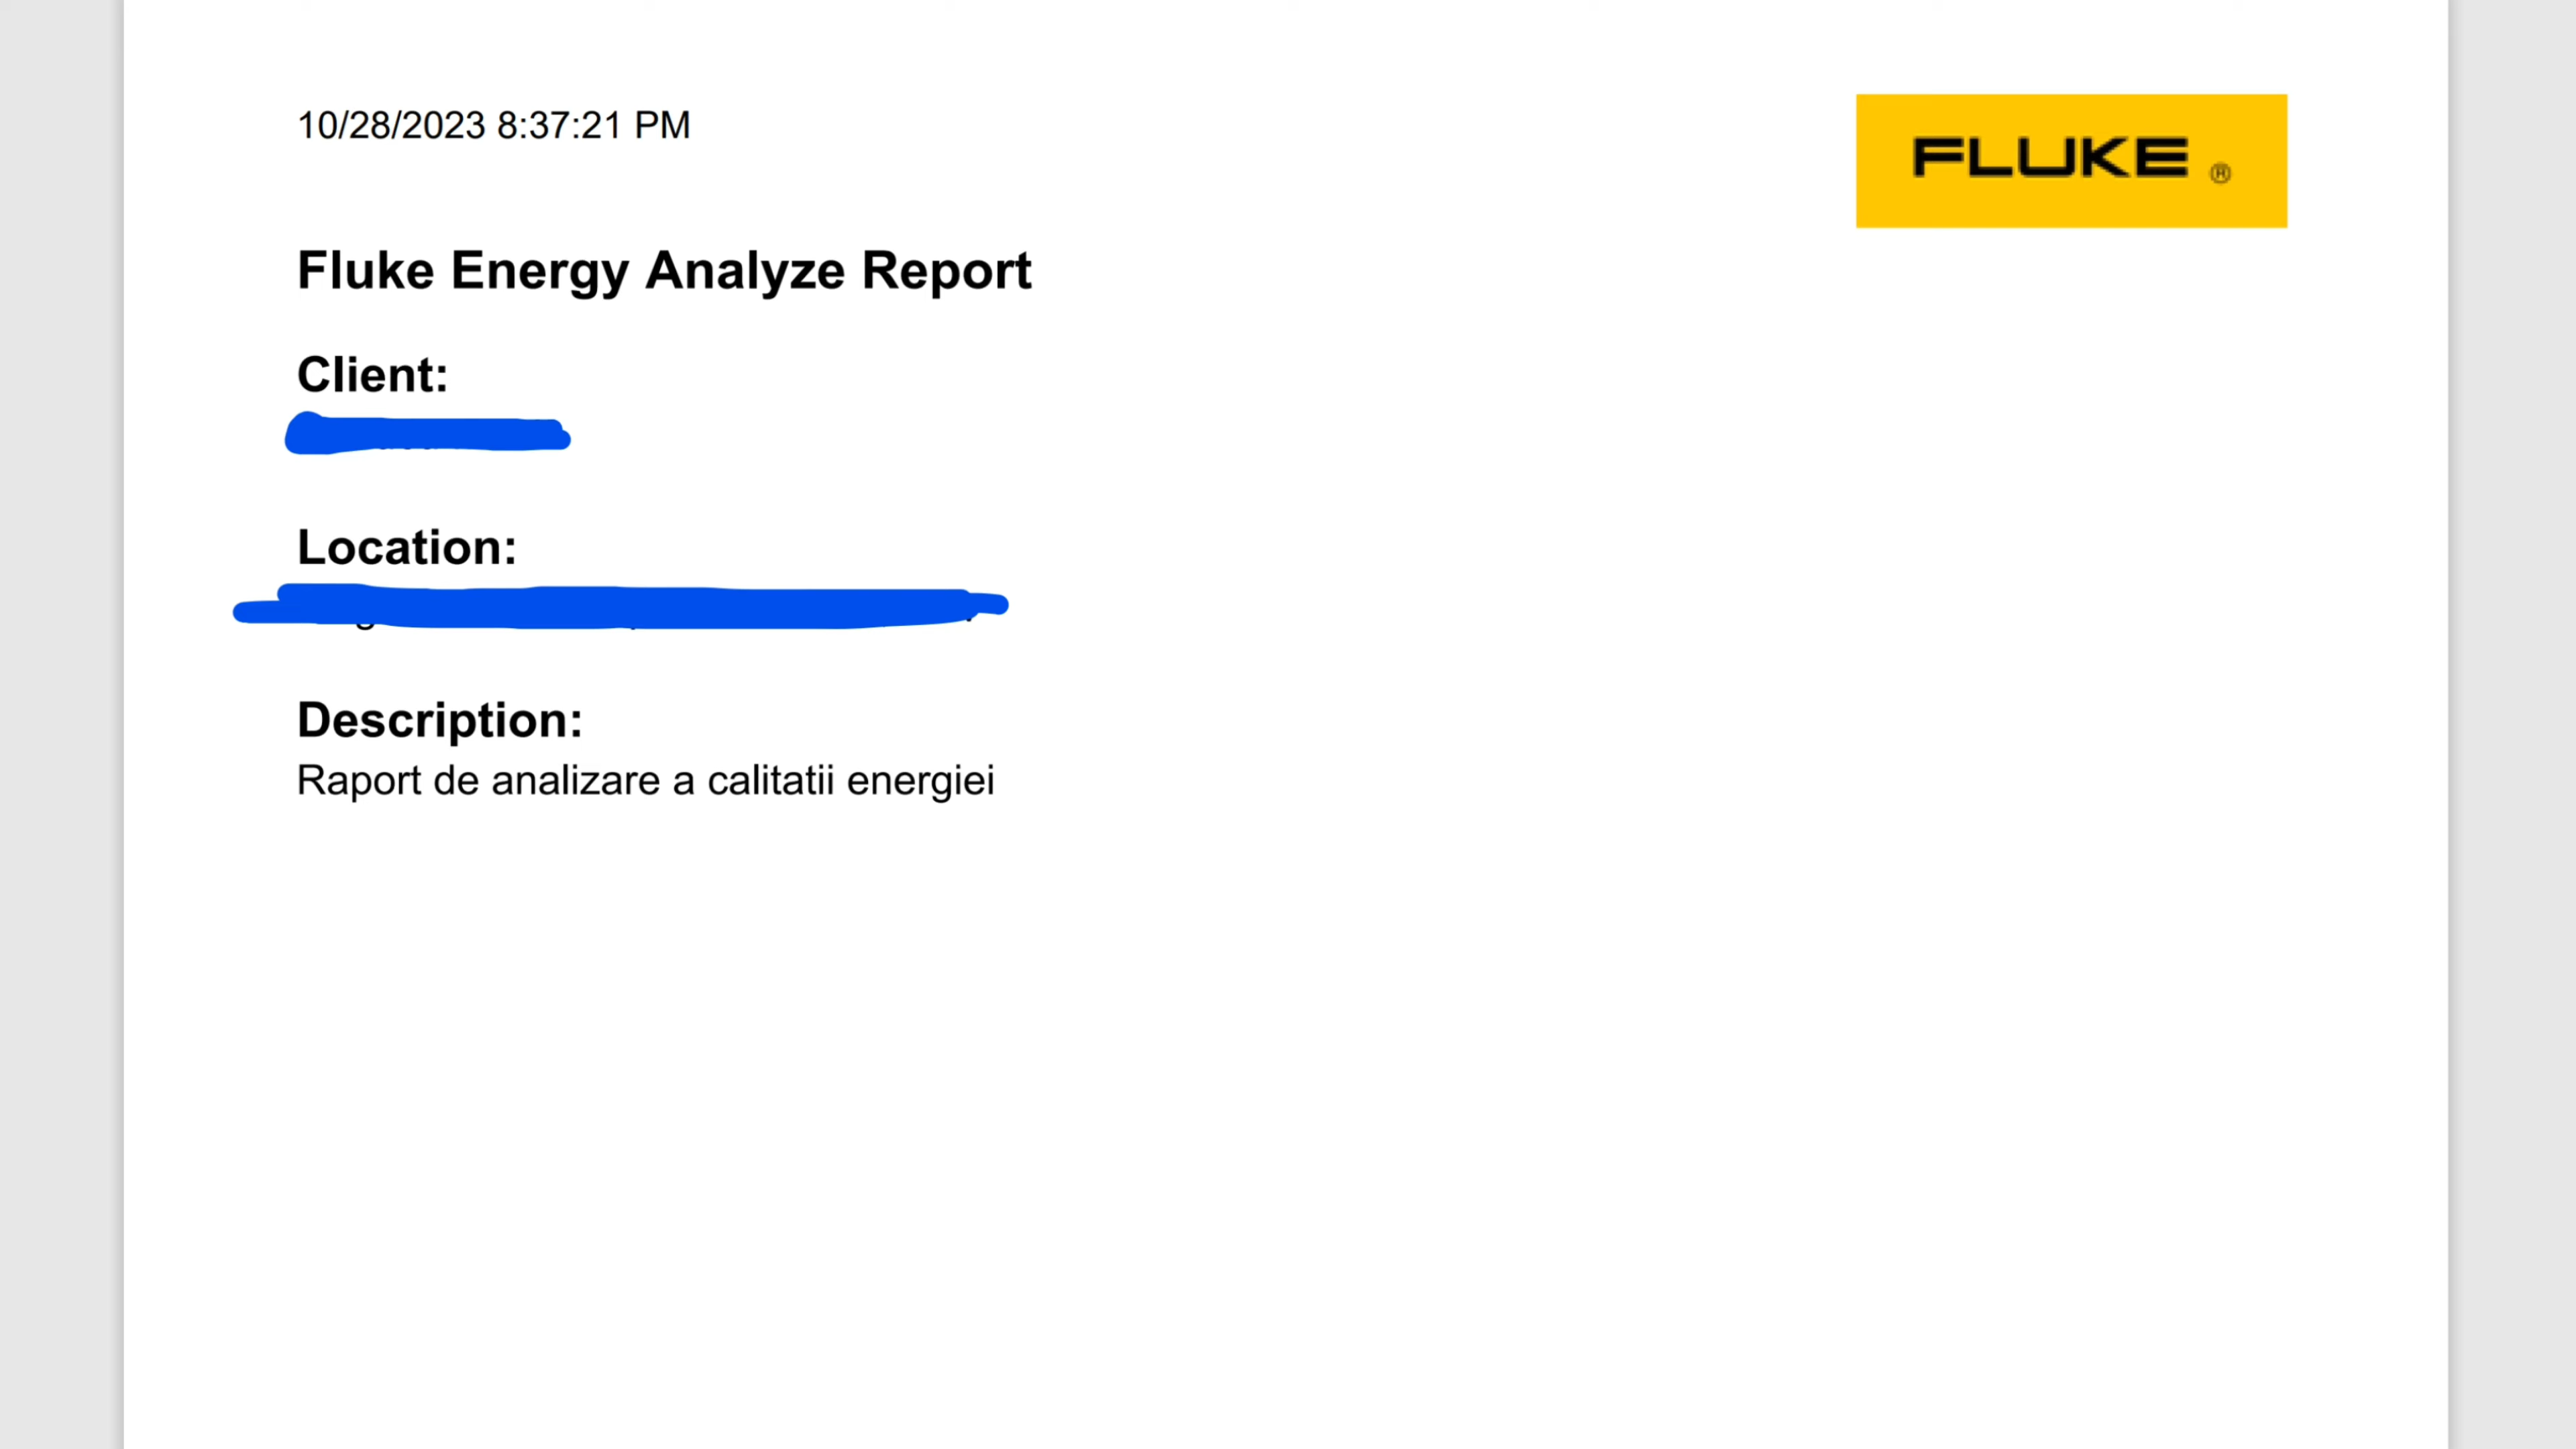 10/28/2023 8:37:21 PM
FLUKE ®
Fluke Energy Analyze Report
Client:
Location:
Description:
Raport de analizare a calitatii energiei